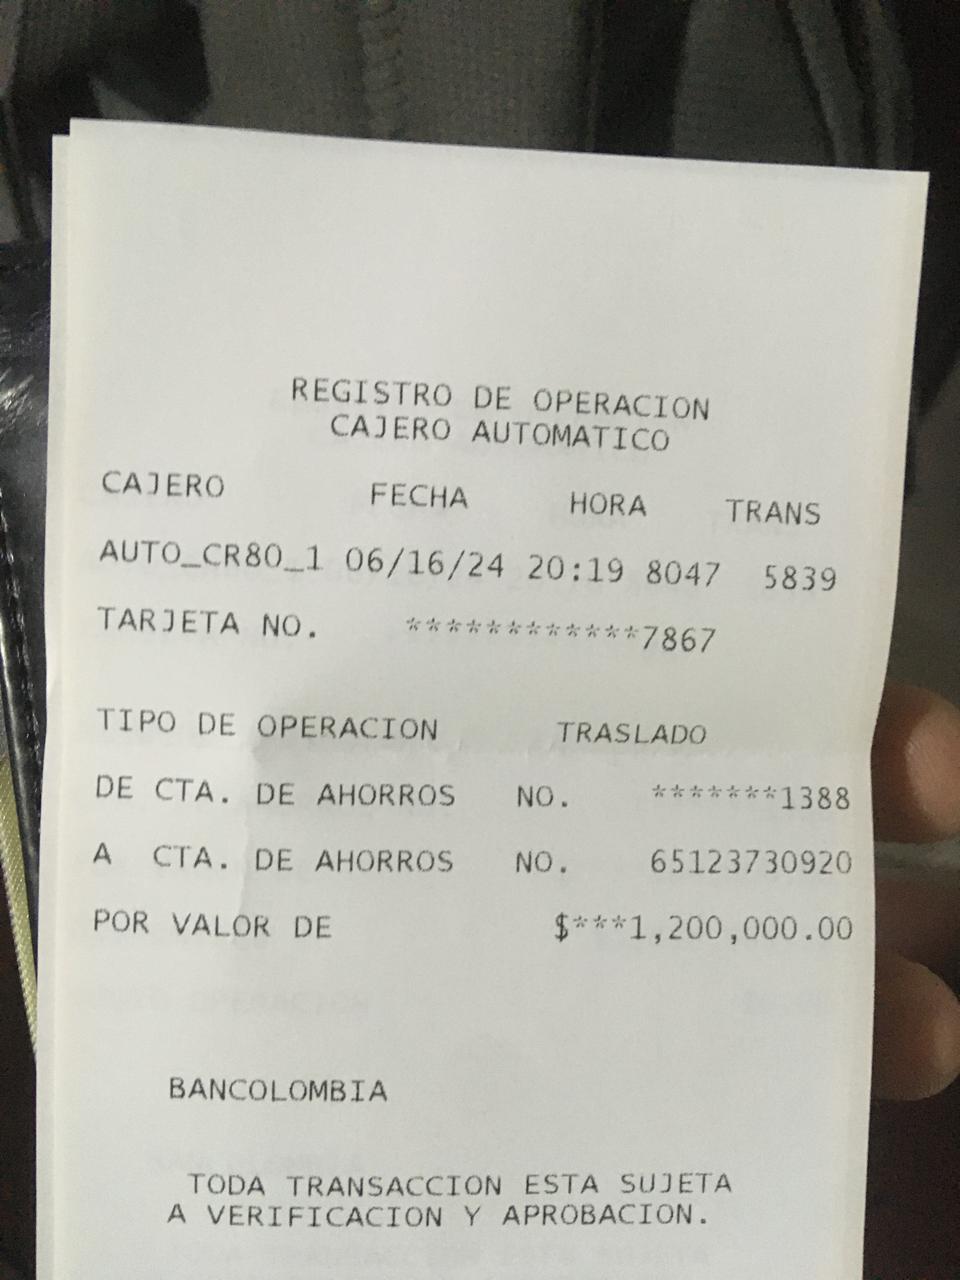 REGISTRO DE OPERACION
CAJERO AUTOMATICO
CAJERO FECHA HORA TRANS
AUTO_CR80_1 06/16/24 20:19 8047 5839
TARJETA NO. ************7867
TIPO DE OPERACION TRASLADO
DE CTA. DE AHORROS NO. *******1388
A CTA. DE AHORROS NO. 65123730920
POR VALOR DE $***1,200,000.00
BANCOLOMBIA
TODA TRANSACCION ESTA SUJETA
A VERIFICACION Y APROBACION.